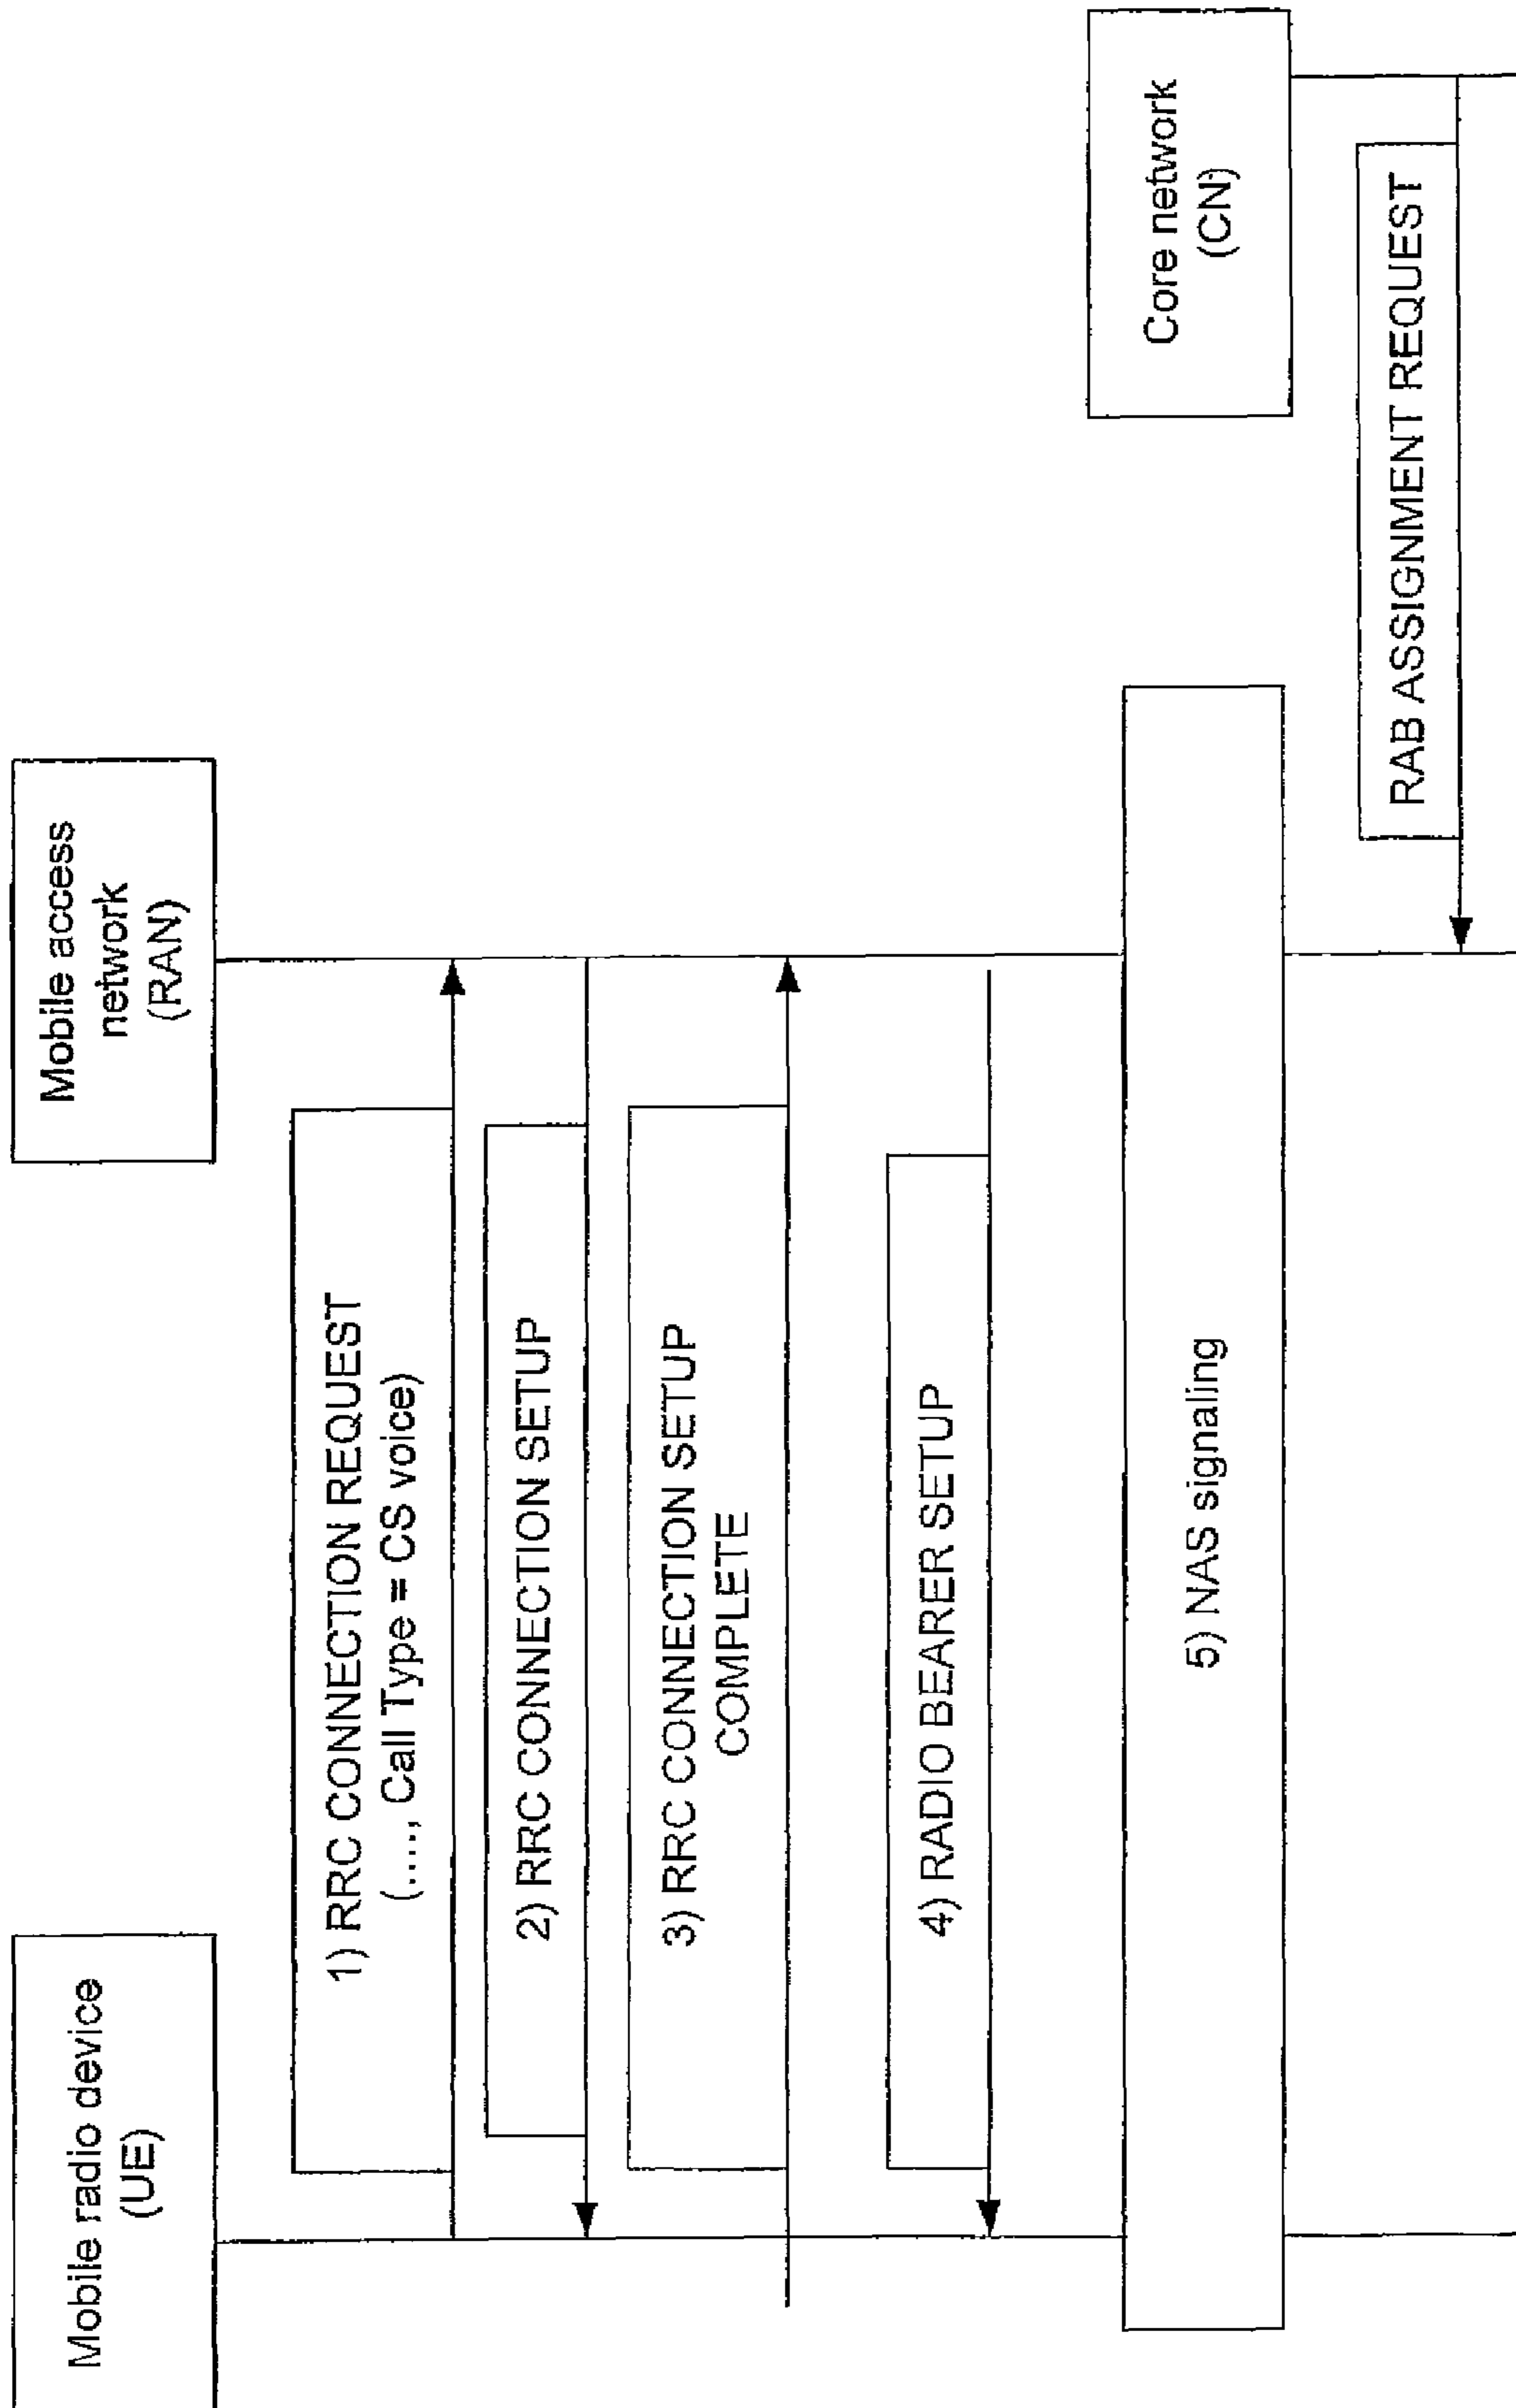 Mobile radio device
(UE)
Mobile access
network
(RAN)
1) RRC CONNECTION REQUEST
(...., Call Type = CS voice)
2) RRC CONNECTION SETUP
3) RRC CONNECTION SETUP
COMPLETE
4) RADIO BEARER SETUP
Core network
(CN)
5) NAS signaling
RAB ASSIGNMENT REQUEST